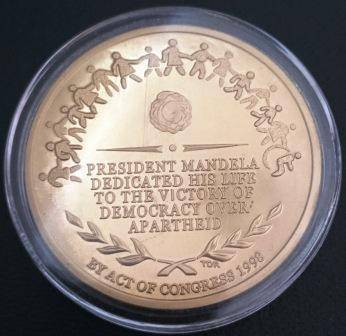 PRESIDENT MANDELA
DEDICATED HIS LIFE
TO THE VICTORY OF
DEMOCRACY OVER
APARTHEID
TDR
BY ACT OF CONGRESS 1998